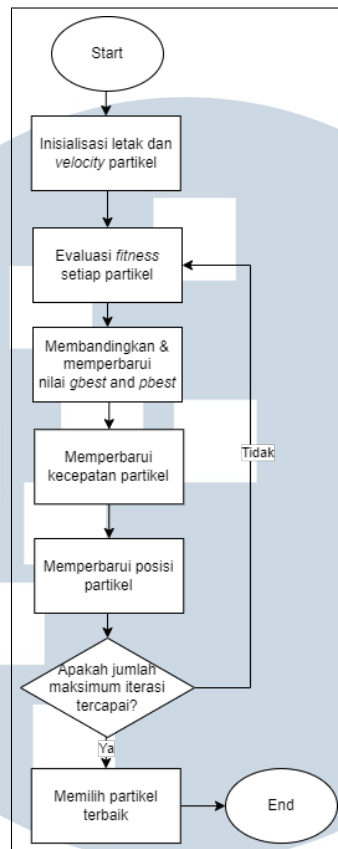 Start
Inisialisasi letak dan
velocity partikel
Evaluasi fitness
setiap partikel
Membandingkan &
memperbarui
nilai gbest and pbest
Memperbarui
kecepatan partikel
Tidak
Memperbarui posisi
partikel
Apakah jumlah
maksimum iterasi
tercapai?
Ya
Memilih partikel
terbaik
End